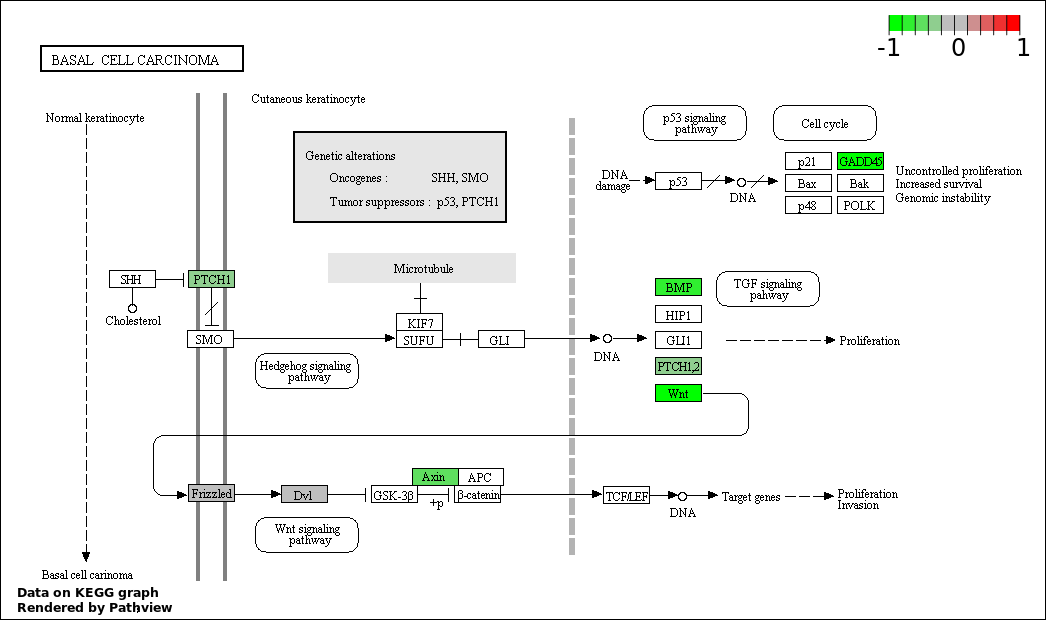 -1 0 1
BASAL CELL CARCINOMA
Normal keratinocyte
Cutaneous keratinocyte
Genetic alterations
Oncogenes : SHH, SMO
Tumor suppressors : p53, PTCH1
p53 signaling
pathway
Cell cycle
DNA
damage
p53
DNA
p21
GADD45
Bax
Bak
p48
POLK
Uncontrolled proliferation
Increased survival
Genomic instability
SHH
PTCH1
Cholesterol
SMO
Microtubule
KIF7
SUFU
GLI
Hedgehog signaling
pathway
DNA
BMP
HIP1
GLI1
PTCH1,2
Wnt
TGF signaling
pahway
Proliferation
Frizzled
Dvl
GSK-3β
Axin
APC
+p
β-catenin
Wnt signaling
pathway
TCF/LEF
DNA
Target genes
Proliferation
Invasion
Basal cell carinoma
Data on KEGG graph
Rendered by Pathview